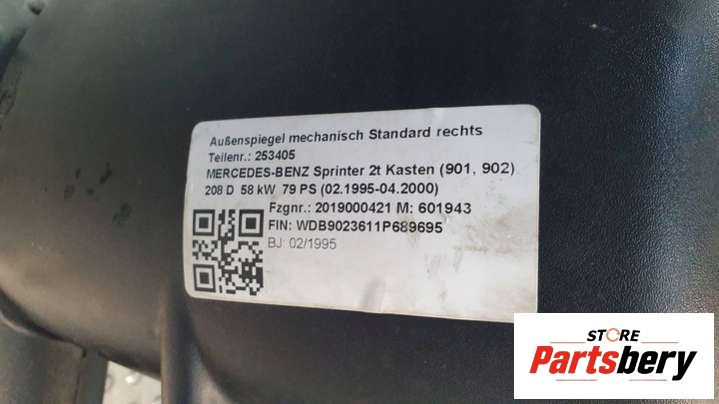 Außenspiegel mechanisch Standard rechts
Teilenr.: 253405
MERCEDES-BENZ Sprinter 2t Kasten (901, 902)
208 D 58 kW 79 PS (02.1995-04.2000)
Fzgnr.: 2019000421 M: 601943
FIN: WDB9023611P689695
BJ: 02/1995
STORE
Partsbery